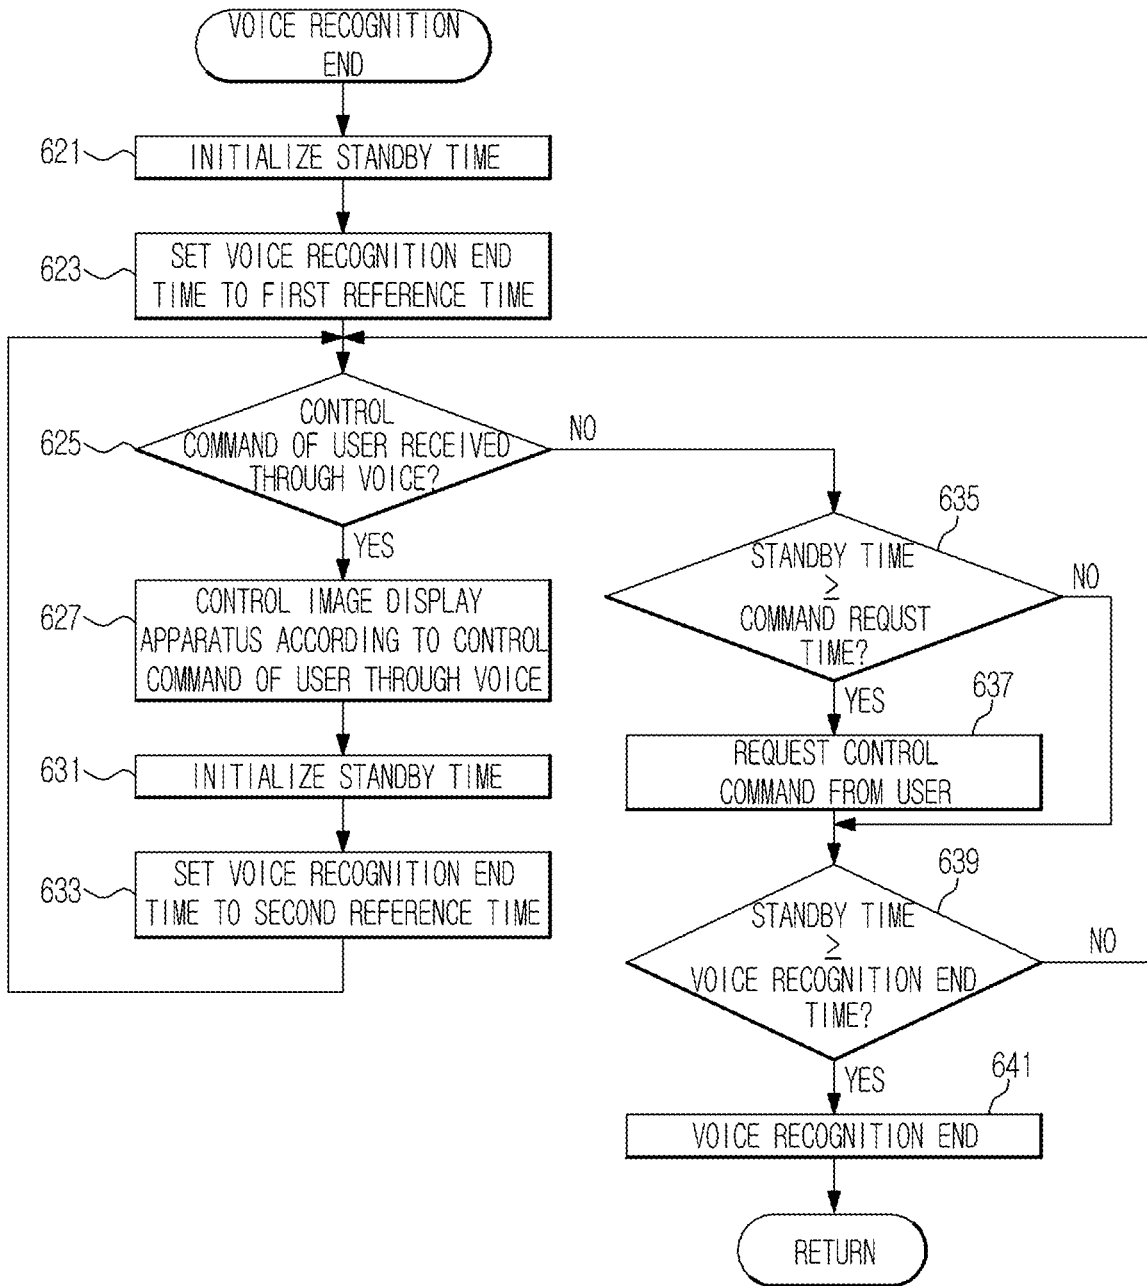 VOICE RECOGNITION
END
621
INITIALIZE STANDBY TIME
623
SET VOICE RECOGNITION END
TIME TO FIRST REFERENCE TIME
625
CONTROL
COMMAND OF USER RECEIVED
THROUGH VOICE?
NO
YES
627
CONTROL IMAGE DISPLAY
APPARATUS ACCORDING TO CONTROL
COMMAND OF USER THROUGH VOICE
631
INITIALIZE STANDBY TIME
633
SET VOICE RECOGNITION END
TIME TO SECOND REFERENCE TIME
635
STANDBY TIME
≥
COMMAND REQUST
TIME?
NO
YES
637
REQUEST CONTROL
COMMAND FROM USER
639
STANDBY TIME
≥
VOICE RECOGNITION END
TIME?
NO
YES
641
VOICE RECOGNITION END
RETURN